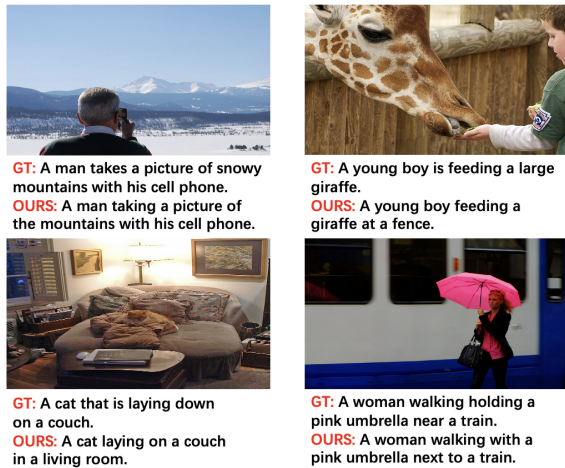 GT: A man takes a picture of snowy
mountains with his cell phone.
OURS: A man taking a picture of
the mountains with his cell phone.
GT: A young boy is feeding a large
giraffe.
OURS: A young boy feeding a
giraffe at a fence.
GT: A cat that is laying down
on a couch.
OURS: A cat laying on a couch
in a living room.
GT: A woman walking holding a
pink umbrella near a train.
OURS: A woman walking with a
pink umbrella next to a train.